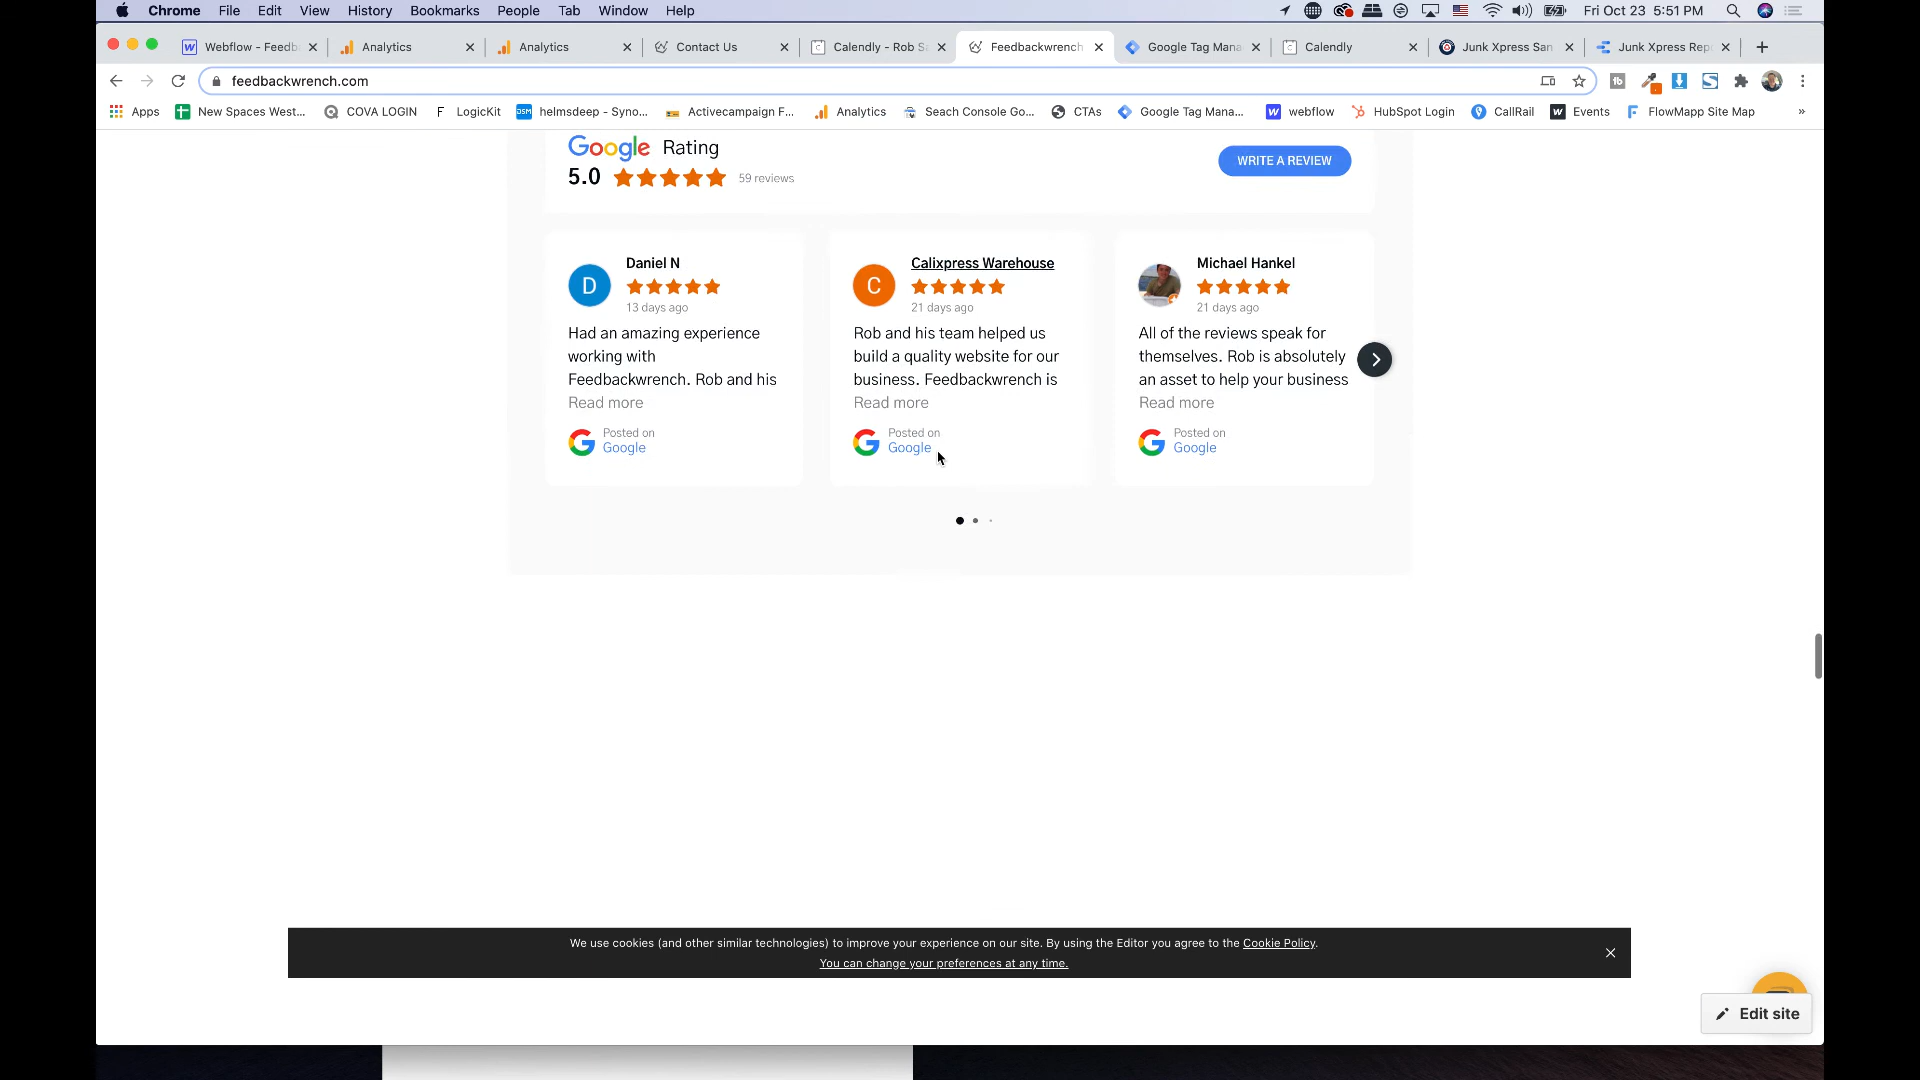 Chrome File Edit View History Bookmarks People Tab Window Help Fri Oct 23 5:51 PM
Webflow - Feedb Analytics Analytics Contact Us Calendly - Rob S Feedbackwrench Google Tag Mana Calendly Junk Xpress San Junk Xpress Rep
feedbackwrench.com
Apps New Spaces West... COVA LOGIN F LogicKit DSM helmsdeep - Syno... Activecampaign F... Analytics Seach Console Go... CTAs Google Tag Mana... webflow HubSpot Login CallRail Events FlowMapp Site Map »
Google Rating
WRITE A REVIEW
5.0 59 reviews
D Daniel N
13 days ago
Had an amazing experience
working with
Feedbackwrench. Rob and his
Read more
Posted on
Google
C Calixpress Warehouse
21 days ago
Rob and his team helped us
build a quality website for our
business. Feedbackwrench is
Read more
Posted on
Google
Michael Hankel
21 days ago
All of the reviews speak for
themselves. Rob is absolutely
an asset to help your business
Read more
Posted on
Google
We use cookies (and other similar technologies) to improve your experience on our site. By using the Editor you agree to the Cookie Policy.
You can change your preferences at any time.
Edit site